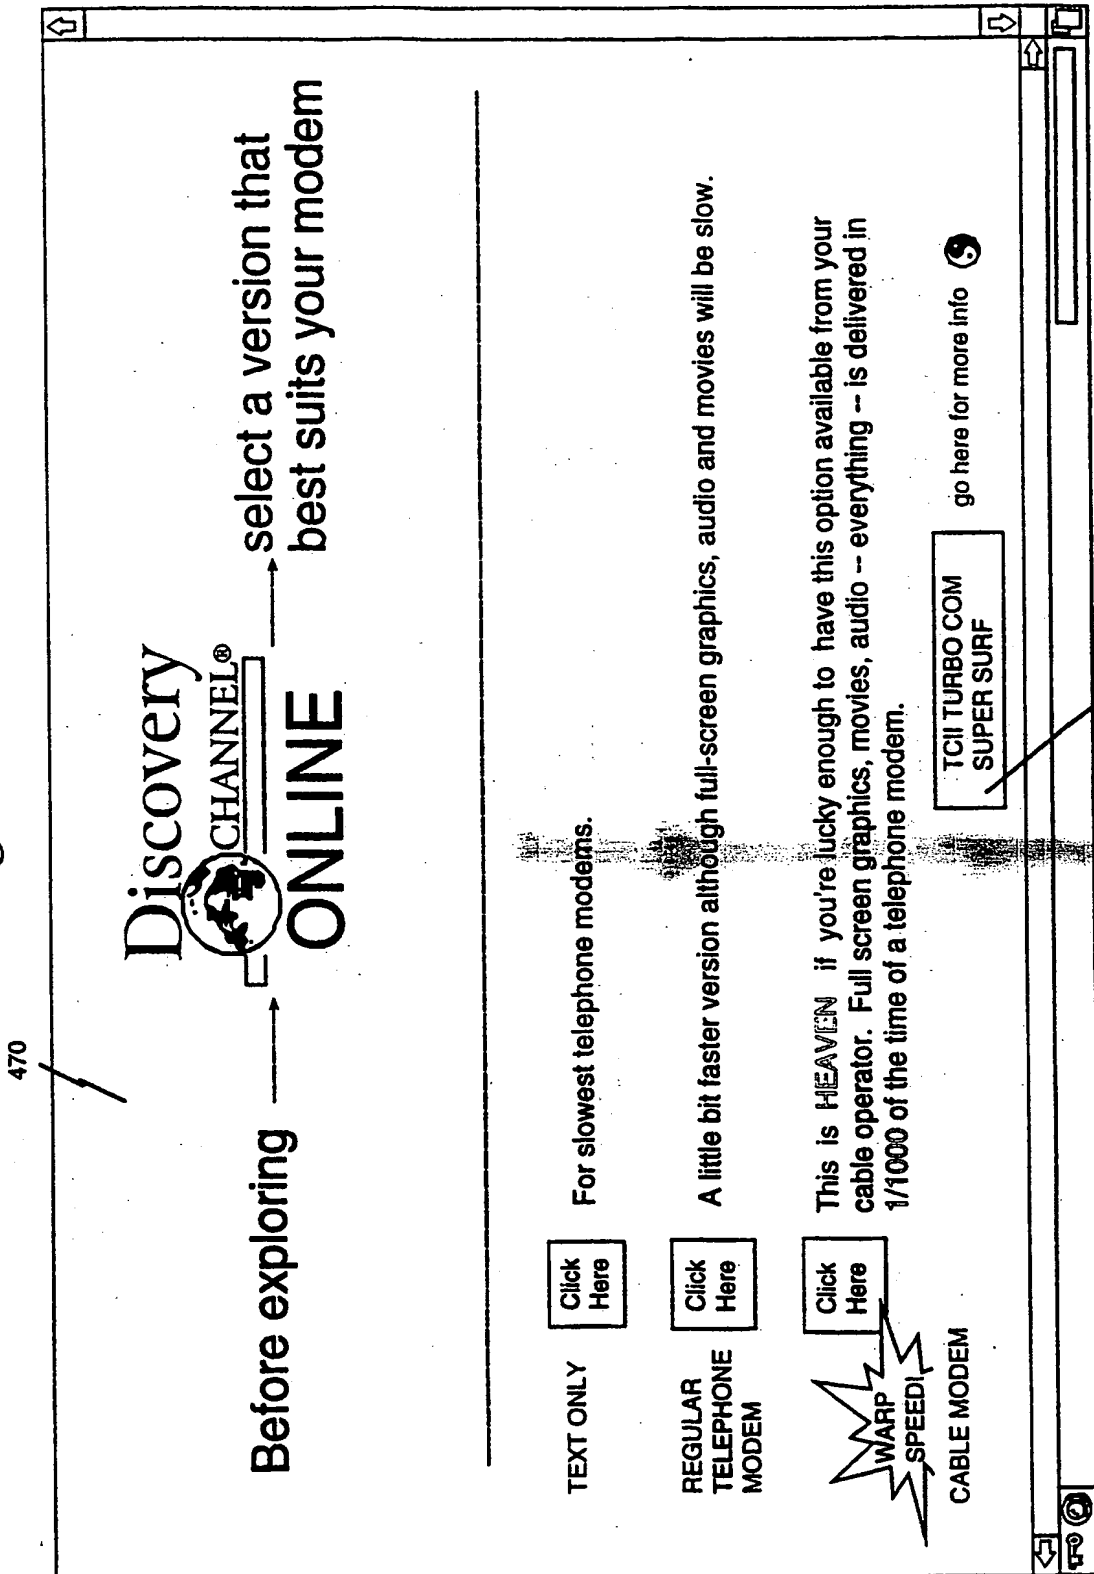 470
Before exploring
Discovery
CHANNEL®
ONLINE
select a version that
best suits your modem
TEXT ONLY
Click
Here
For slowest telephone modems.
REGULAR
TELEPHONE
MODEM
Click
Here
A little bit faster version although full-screen graphics, audio and movies will be slow.
WARP
SPEED!
CABLE MODEM
Click
Here
This is HEAVEN if you're lucky enough to have this option available from your
cable operator. Full screen graphics, movies, audio -- everything -- is delivered in
1/1000 of the time of a telephone modem.
TCII TURBO COM
SUPER SURF
go here for more info